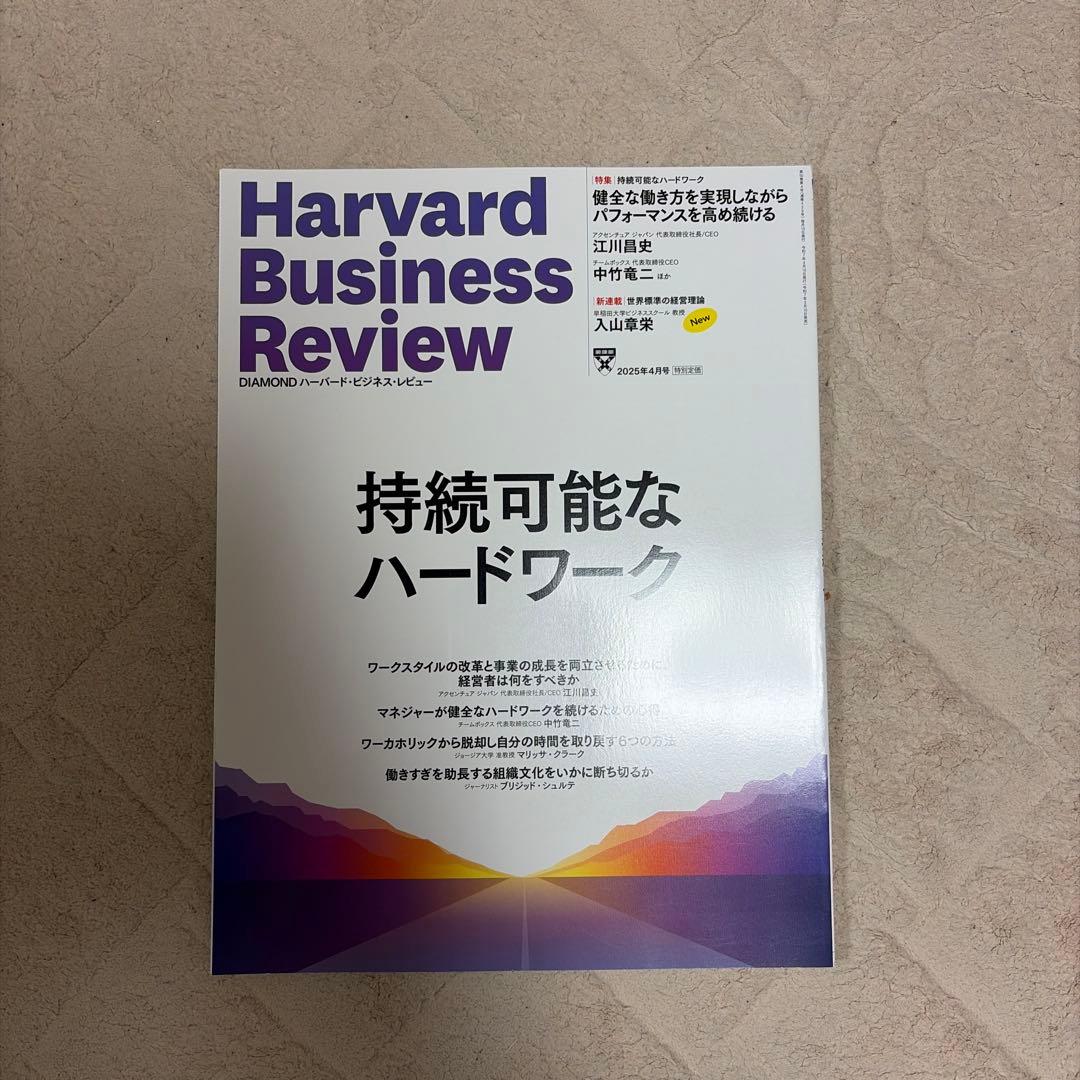 Harvard
Business
Review
DIAMOND ハーバード・ビジネス・レビュー
特集 持続可能なハードワーク
健全な働き方を実現しながら
パフォーマンスを高め続ける
アクセンチュア ジャパン 代表取締役社長/CEO
江川昌史
チームボックス 代表取締役CEO
中竹竜二 ほか
新連載 世界標準の経営理論
早稲田大学ビジネススクール 教授
入山章栄
New
2025年4月号 特別定価
持続可能な
ハードワーク
ワークスタイルの改革と事業の成長を両立させるために、
経営者は何をすべきか
アクセンチュア ジャパン 代表取締役社長/CEO 江川昌史
マネジャーが健全なハードワークを続けるための心得
チームボックス 代表取締役CEO 中竹竜二
ワーカホリックから脱却し自分の時間を取り戻す6つの方法
ジョージア大学 准教授 マリッサ・クラーク
働きすぎを助長する組織文化をいかに断ち切るか
ジャーナリスト ブリジッド・シュルテ